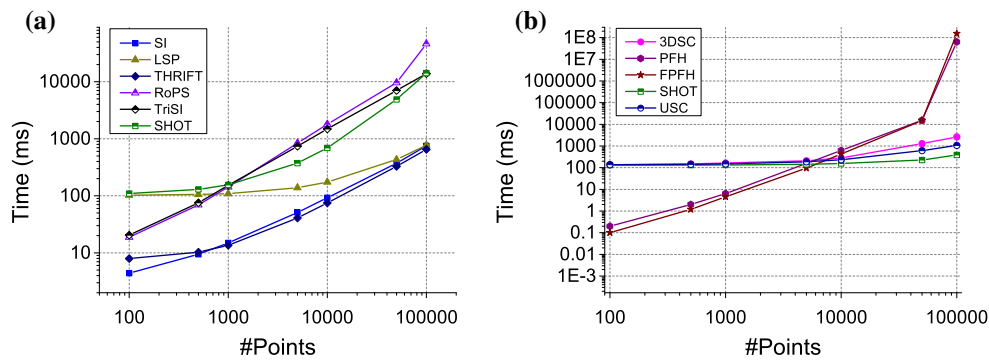 (a)
SI
LSP
THRIFT
RoPS
TriSI
SHOT
10000
1000
100
10
Time (ms)
100
1000
10000
100000
#Points
(b)
3DSC
PFH
FPFH
SHOT
USC
1E8
1E7
1000000
100000
10000
1000
100
10
1
0.1
0.01
1E-3
Time (ms)
100
1000
10000
100000
#Points